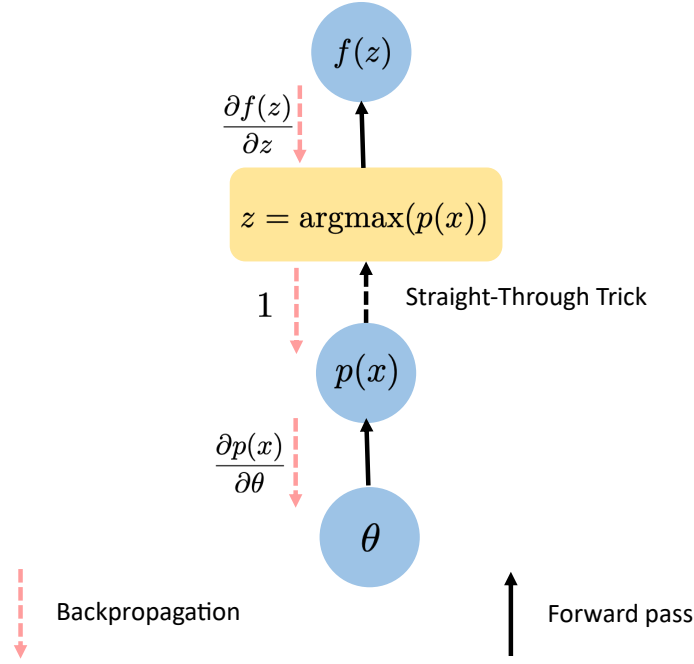 f(z)
∂f(z)
∂z
z = argmax(p(x))
1
Straight-Through Trick
p(x)
∂p(x)
∂θ
θ
Backpropagation
Forward pass